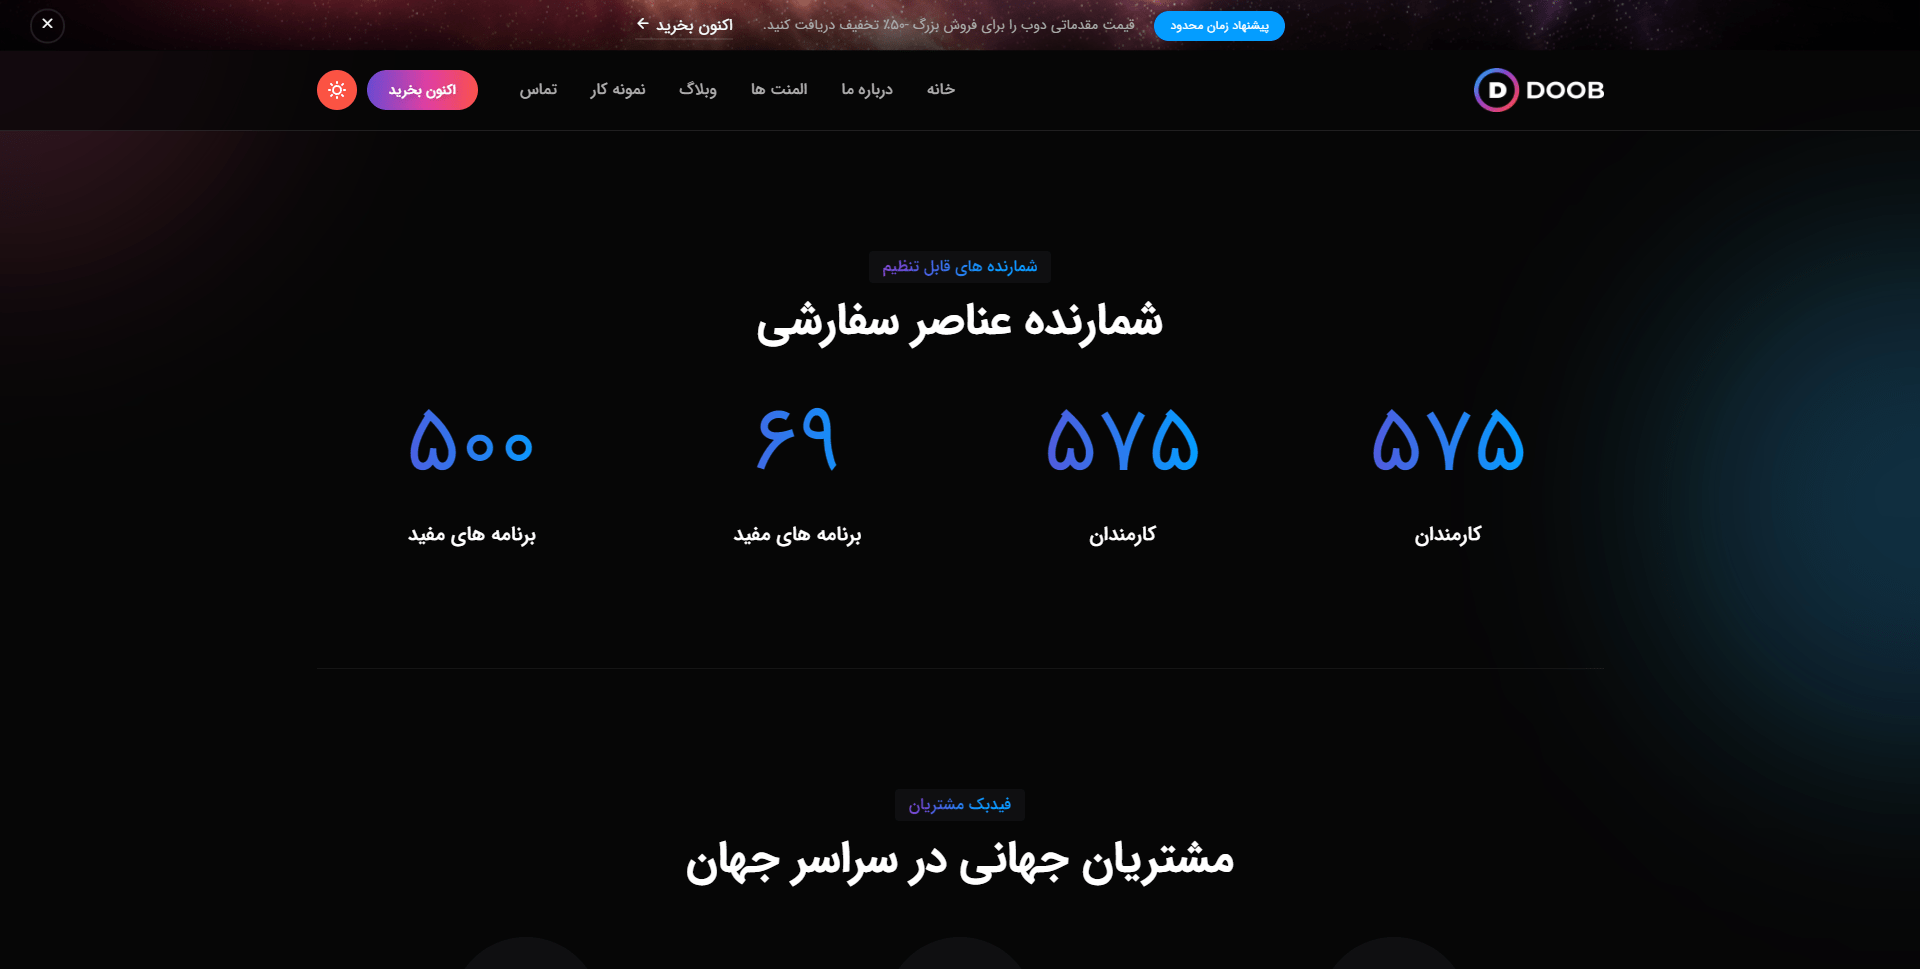 پیشنهاد زمان محدود قیمت مقدماتی دوب را برای فروش بزرگ -۵۰٪ تخفیف دریافت کنید. اکنون بخرید
DOOB خانه درباره ما المنت ها وبلاگ نمونه کار تماس اکنون بخرید
شمارنده های قابل تنظیم
شمارنده عناصر سفارشی
۵۷۵ ۵۷۵ ۶۹ ۵۰۰
کارمندان کارمندان برنامه های مفید برنامه های مفید
فیدبک مشتریان
مشتریان جهانی در سراسر جهان